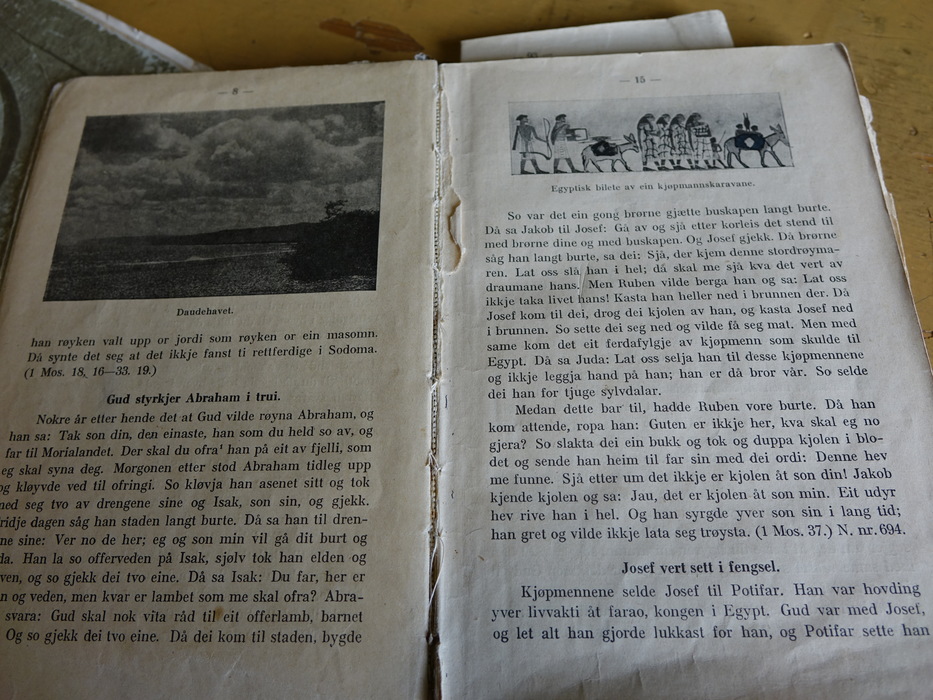 — 8 —
Daudehavet.
han røyken valt upp or jordi som røyken or ein masomn.
Då synte det seg at det ikkje fanst ti rettferdige i Sodoma.
(1 Mos. 18, 16—33. 19.)
Gud styrkjer Abraham i trui.
Nokre år etter hende det at Gud vilde røyna Abraham, og
han sa: Tak son din, den einaste, han som du held so av, og
far til Morialandet. Der skal du ofra¹ han på eit av fjelli, som
eg skal syna deg. Morgonen etter stod Abraham tidleg upp
og kløyvde ved til ofringi. So kløvja han asenet sitt og tok
med seg tvo av drengene sine og Isak, son sin, og gjekk.
ridje dagen såg han staden langt burte. Då sa han til dren-
ne sine: Ver no de her; eg og son min vil gå dit burt og
da. Han la so offerveden på Isak, sjølv tok han elden og
ven, og so gjekk dei tvo eine. Då sa Isak: Du far, her er
n og veden, men kvar er lambet som me skal ofra? Abra-
svara: Gud skal nok vita råd til eit offerlamb, barnet
Og so gjekk dei tvo eine. Då dei kom til staden, bygde
— 15 —
Egyptisk bilete av ein kjøpmannskaravane.
So var det ein gong brørne gjætte buskapen langt burte.
Då sa Jakob til Josef: Gå av og sjå etter korleis det stend til
med brørne dine og med buskapen. Og Josef gjekk. Då brørne
såg han langt burte, sa dei: Sjå, der kjem denne stordrøyma-
ren. Lat oss slå han i hel; då skal me sjå kva det vert av
draumane hans. Men Ruben vilde berga han og sa: Lat oss
ikkje taka livet hans! Kasta han heller ned i brunnen der. Då
Josef kom til dei, drog dei kjolen av han, og kasta Josef ned
i brunnen. So sette dei seg ned og vilde få seg mat. Men med
same kom det eit ferdafylgje av kjøpmenn som skulde til
Egypt. Då sa Juda: Lat oss selja han til desse kjøpmennene
og ikkje leggja hand på han; han er då bror vår. So selde
dei han for tjuge sylvdalar.
Medan dette bar til, hadde Ruben vore burte. Då han
kom attende, ropa han: Guten er ikkje her, kva skal eg no
gjera? So slakta dei ein bukk og tok og duppa kjolen i blo-
det og sende han heim til far sin med dei ordi: Denne hev
me funne. Sjå etter um det ikkje er kjolen åt son din! Jakob
kjende kjolen og sa: Jau, det er kjolen åt son min. Eit udyr
hev rive han i hel. Og han syrgde yver son sin i lang tid;
han gret og vilde ikkje lata seg trøysta. (1 Mos. 37.) N. nr. 694.
Josef vert sett i fengsel.
Kjøpmennene selde Josef til Potifar. Han var hovding
yver livvakti åt farao, kongen i Egypt. Gud var med Josef,
og let alt han gjorde lukkast for han, og Potifar sette han